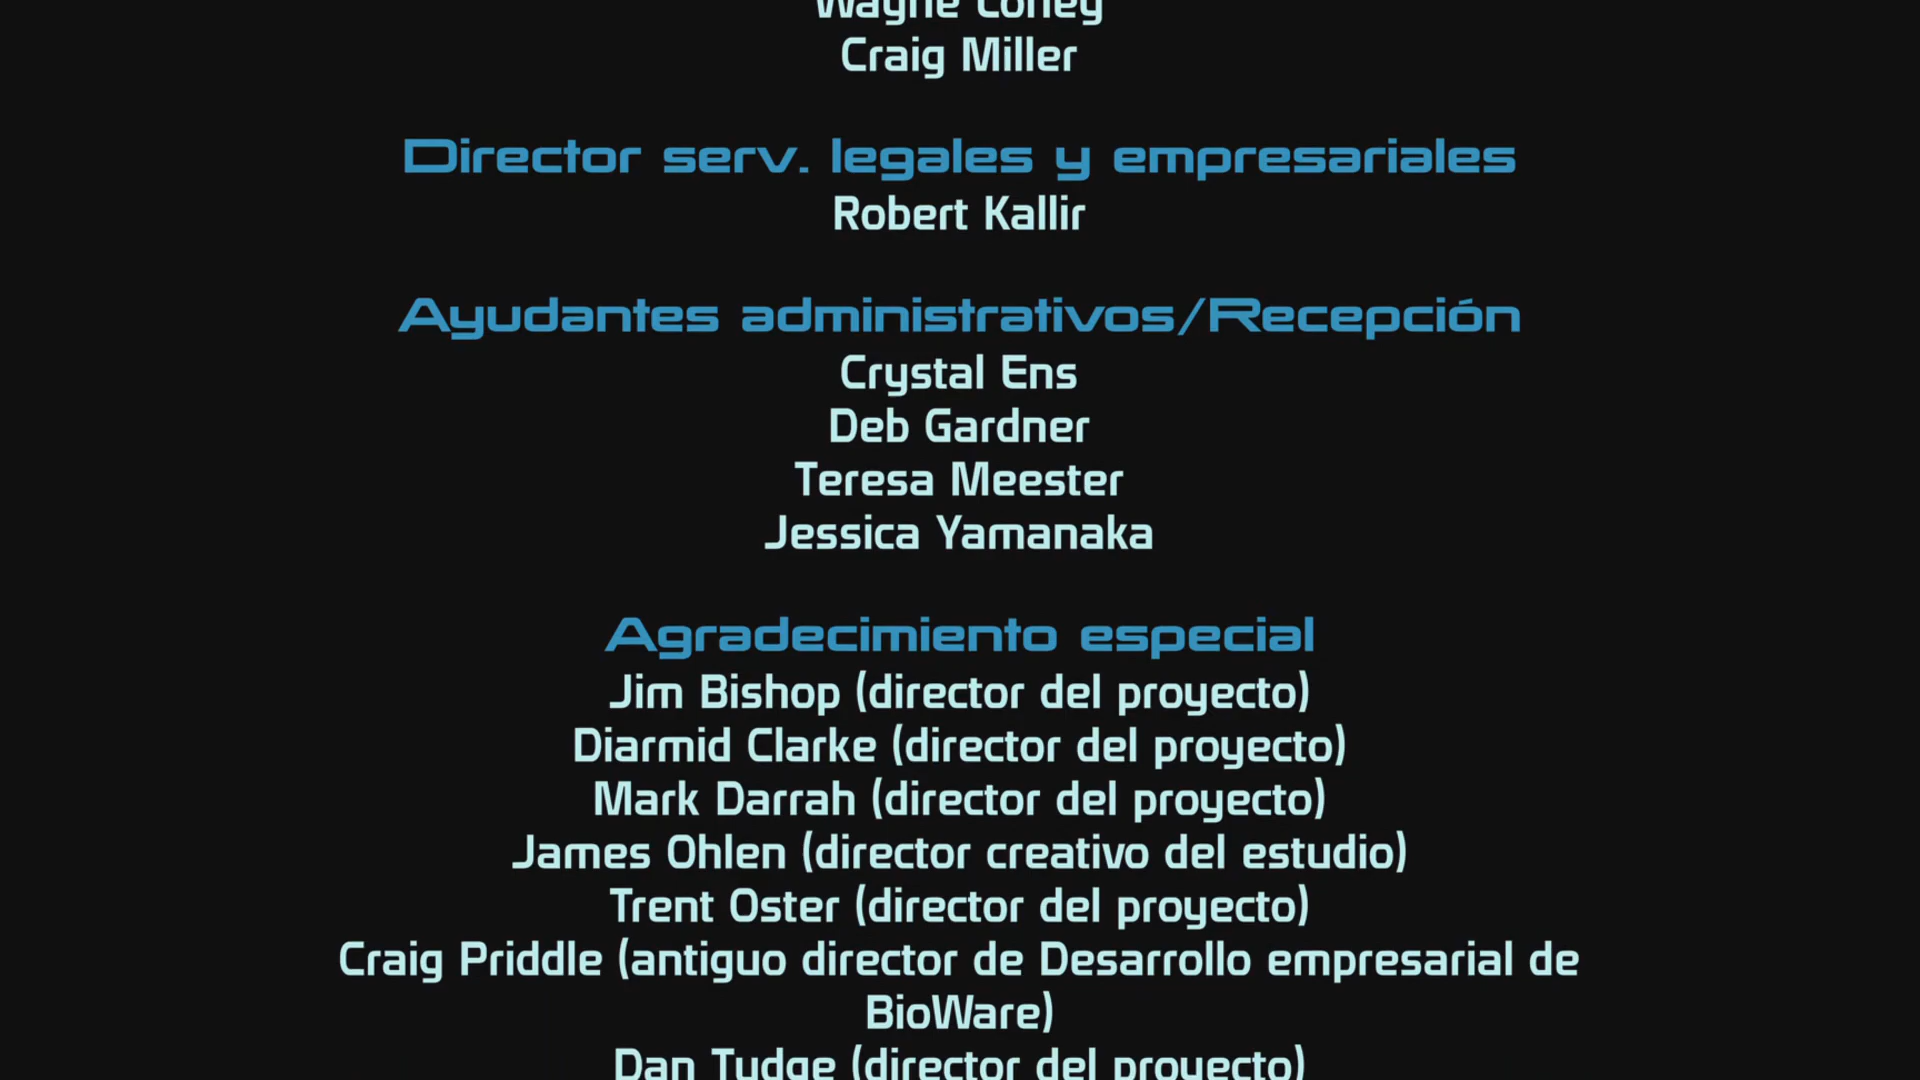 Wayne Coney
Craig Miller
Director serv. legales y empresariales
Robert Kallir
Ayudantes administrativos/Recepción
Crystal Ens
Deb Gardner
Teresa Meester
Jessica Yamanaka
Agradecimiento especial
Jim Bishop (director del proyecto)
Diarmid Clarke (director del proyecto)
Mark Darrah (director del proyecto)
James Ohlen (director creativo del estudio)
Trent Oster (director del proyecto)
Craig Priddle (antiguo director de Desarrollo empresarial de
BioWare)
Dan Tudge (director del proyecto)